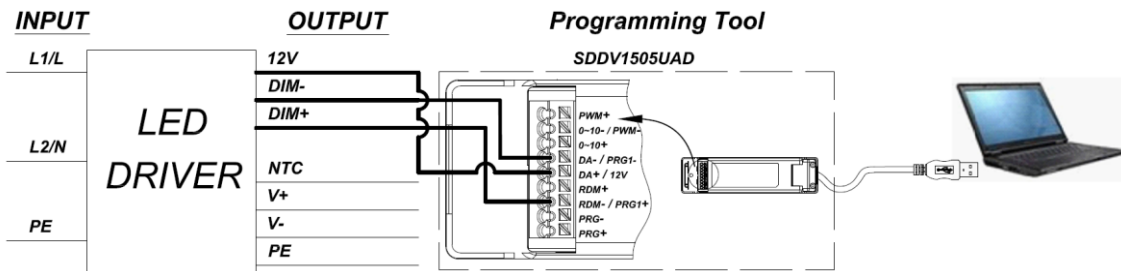 INPUT
OUTPUT
Programming Tool
SDDV1505UAD
L1/L
L2/N
PE
LED
DRIVER
12V
DIM-
DIM+
NTC
V+
V-
PE
PWM+
0~10- / PWM-
0~10+
DA- / PRG1-
DA+ / 12V
RDM+
RDM- / PRG1+
PRG-
PRG+